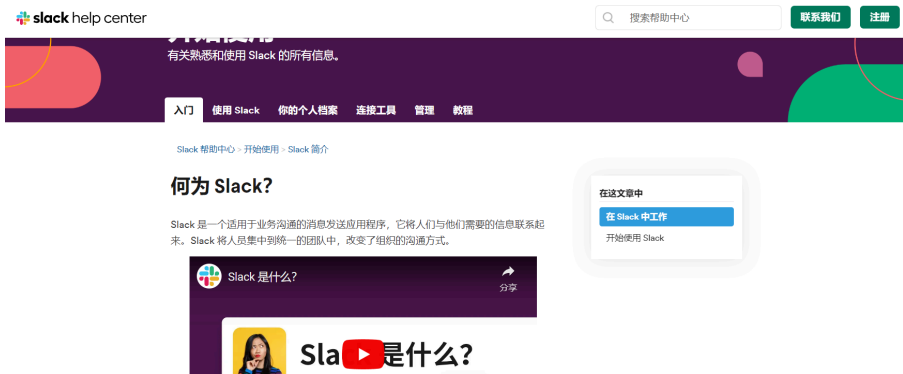 slack help center
搜索帮助中心
联系我们
注册
开始使用
有关熟悉和使用 Slack 的所有信息。
入门
使用 Slack
你的个人档案
连接工具
管理
教程
Slack 帮助中心 > 开始使用 > Slack 简介
何为 Slack?
Slack 是一个适用于业务沟通的消息发送应用程序，它将人们与他们需要的信息联系起
来。Slack 将人员集中到统一的团队中，改变了组织的沟通方式。
在这文章中
在 Slack 中工作
开始使用 Slack
Slack 是什么?
分享
Sla 是什么?